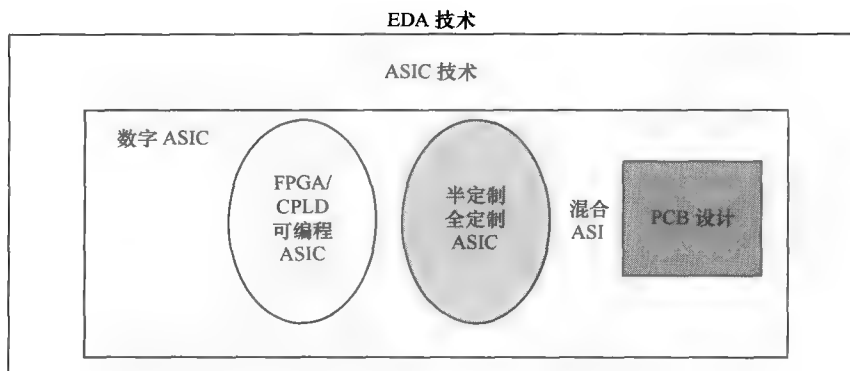 EDA 技术
ASIC 技术
数字 ASIC
FPGA/
CPLD
可编程
ASIC
半定制
全定制
ASIC
混合
ASI
PCB 设计